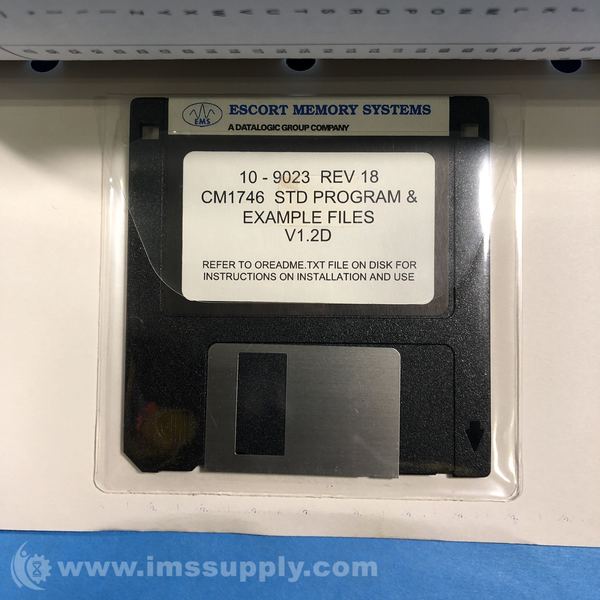 ESCORT MEMORY SYSTEMS
EMS
A DATALOGIC GROUP COMPANY
10 - 9023 REV 18
CM1746 STD PROGRAM &
EXAMPLE FILES
V1.2D
REFER TO OREADME.TXT FILE ON DISK FOR
INSTRUCTIONS ON INSTALLATION AND USE
www.imssupply.com